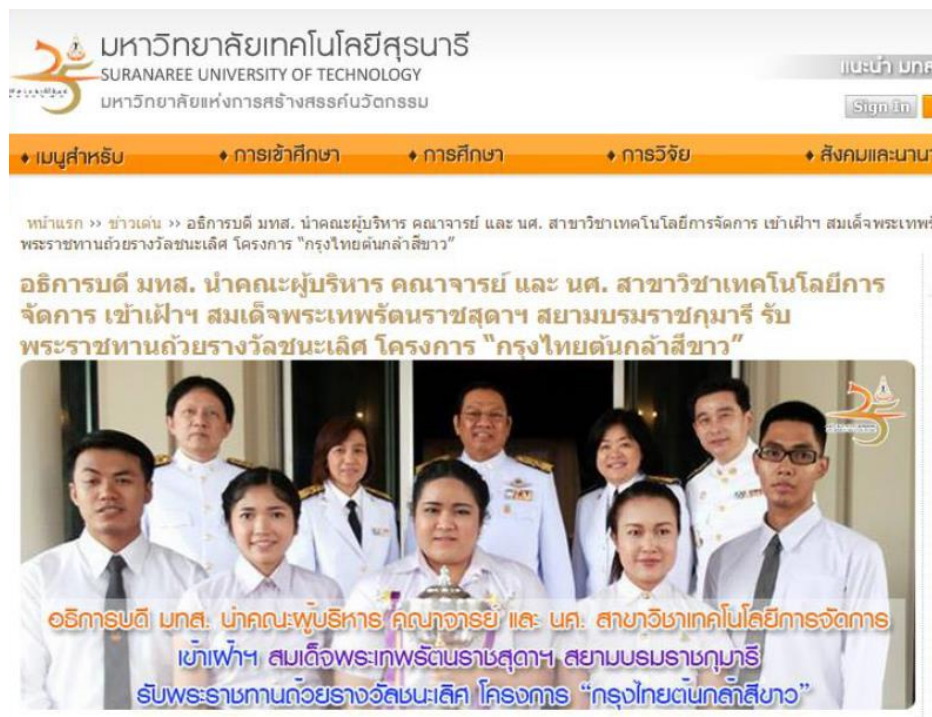 มหาวิทยาลัยเทคโนโลยีสุรนารี
SURANAREE UNIVERSITY OF TECHNOLOGY
มหาวิทยาลัยแห่งการสร้างสรรค์นวัตกรรม
แนะนำ มทส
Sign In
♦ เมนูสำหรับ ♦ การเข้าศึกษา ♦ การศึกษา ♦ การวิจัย ♦ สังคมและนานา
หน้าแรก ›› ข่าวเด่น ›› อธิการบดี มทส. นำคณะผู้บริหาร คณาจารย์ และ นศ. สาขาวิชาเทคโนโลยีการจัดการ เข้าเฝ้าฯ สมเด็จพระเทพรั
พระราชทานถ้วยรางวัลชนะเลิศ โครงการ “กรุงไทยต้นกล้าสีขาว”
อธิการบดี มทส. นำคณะผู้บริหาร คณาจารย์ และ นศ. สาขาวิชาเทคโนโลยีการ
จัดการ เข้าเฝ้าฯ สมเด็จพระเทพรัตนราชสุดาฯ สยามบรมราชกุมารี รับ
พระราชทานถ้วยรางวัลชนะเลิศ โครงการ “กรุงไทยต้นกล้าสีขาว”
อธิการบดี มทส. นำคณะผู้บริหาร คณาจารย์ และ นศ. สาขาวิชาเทคโนโลยีการจัดการ
เข้าเฝ้าฯ สมเด็จพระเทพรัตนราชสุดาฯ สยามบรมราชกุมารี
รับพระราชทานถ้วยรางวัลชนะเลิศ โครงการ “กรุงไทยต้นกล้าสีขาว”